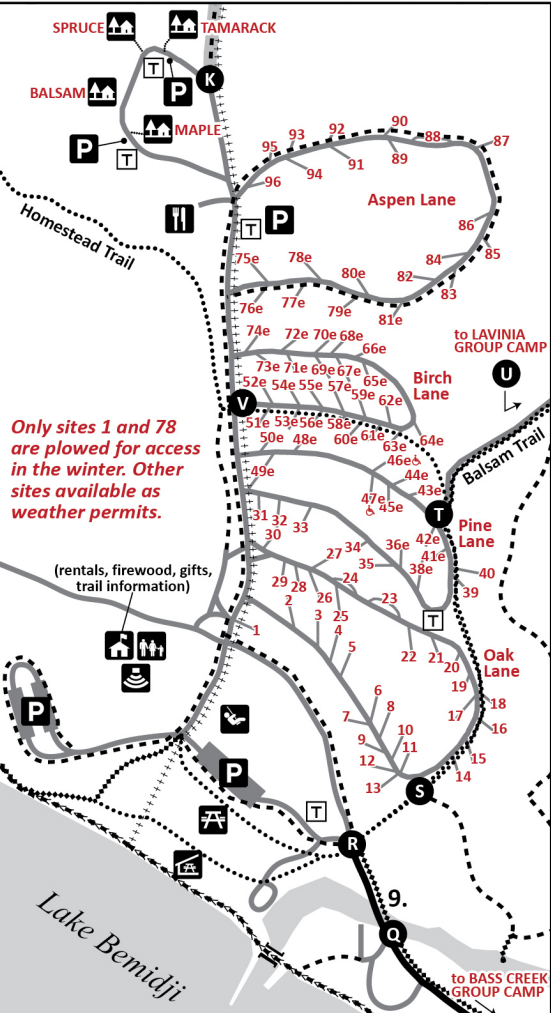 SPRUCE
TAMARACK
T
P
K
BALSAM
MAPLE
P
T
95
93
92
90
88
87
96
94
91
89
Aspen Lane
Homestead Trail
T
P
86
85
84
82
83
75e
78e
80e
76e
77e
79e
81e
74e
72e
70e
68e
66e
to LAVINIA
GROUP CAMP
U
73e
71e
69e
67e
65e
52e
54e
55e
57e
59e
62e
Birch
Lane
V
51e
53e
56e
58e
50e
48e
60e
61e
63e
64e
Balsam Trail
Only sites 1 and 78
are plowed for access
in the winter. Other
sites available as
weather permits.
49e
46e
44e
43e
47e
45e
T
Pine
Lane
31
32
33
30
42e
41e
27
34
36e
35
38e
40
39
(rentals, firewood, gifts,
trail information)
29
28
26
24
23
2
3
25
4
T
1
5
22
21
20
Oak
Lane
19
18
17
16
P
6
8
7
10
9
11
12
13
15
14
S
P
T
R
9.
Q
Lake Bemidji
to BASS CREEK
GROUP CAMP